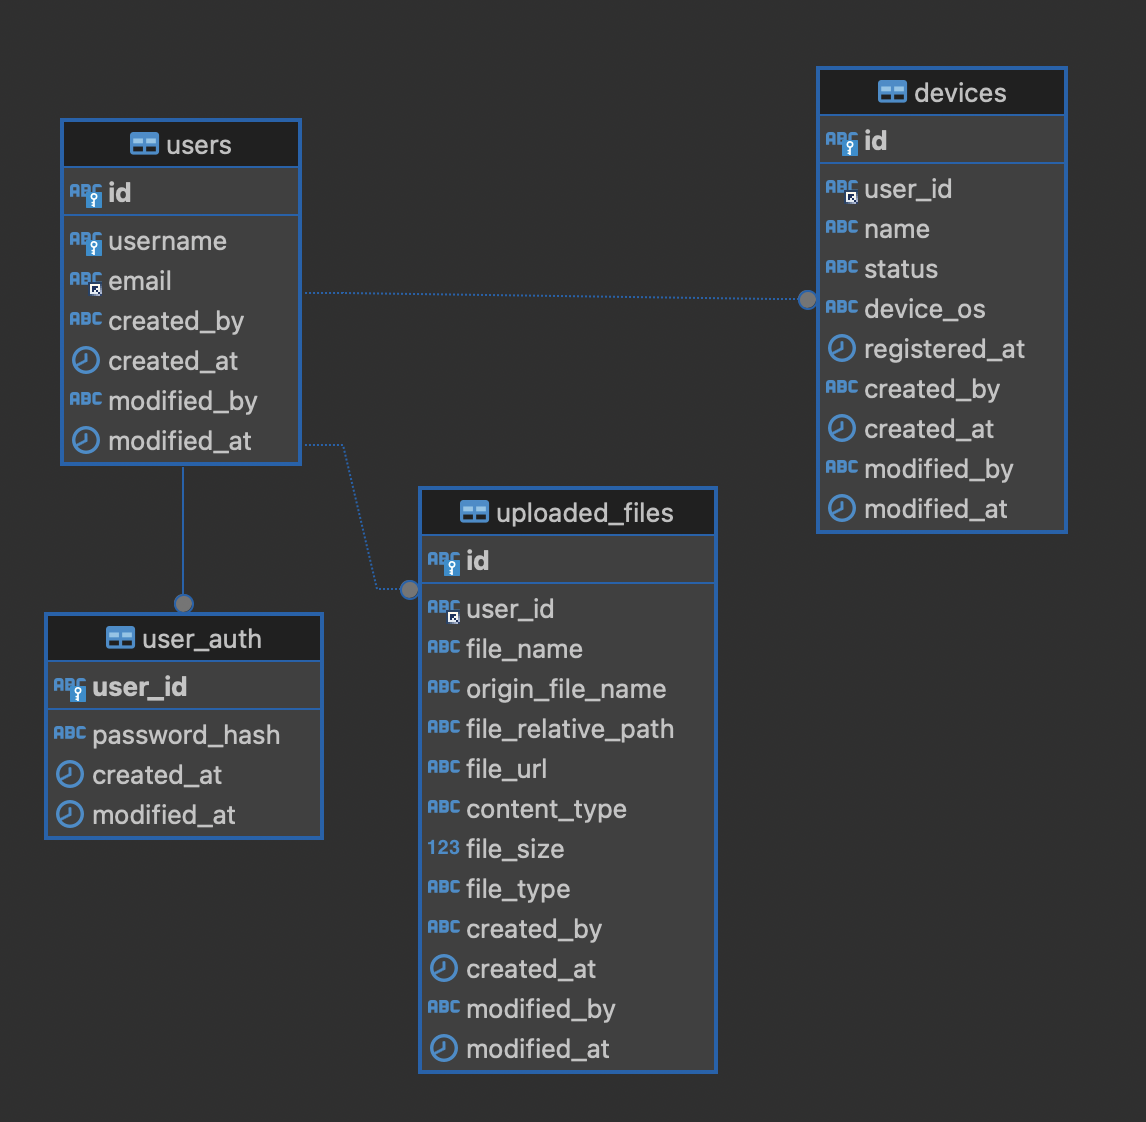 users
ABC id
ABC username
ABC email
ABC created_by
created_at
ABC modified_by
modified_at
devices
ABC id
ABC user_id
ABC name
ABC status
ABC device_os
registered_at
ABC created_by
created_at
ABC modified_by
modified_at
user_auth
ABC user_id
ABC password_hash
created_at
modified_at
uploaded_files
ABC id
ABC user_id
ABC file_name
ABC origin_file_name
ABC file_relative_path
ABC file_url
ABC content_type
123 file_size
ABC file_type
ABC created_by
created_at
ABC modified_by
modified_at